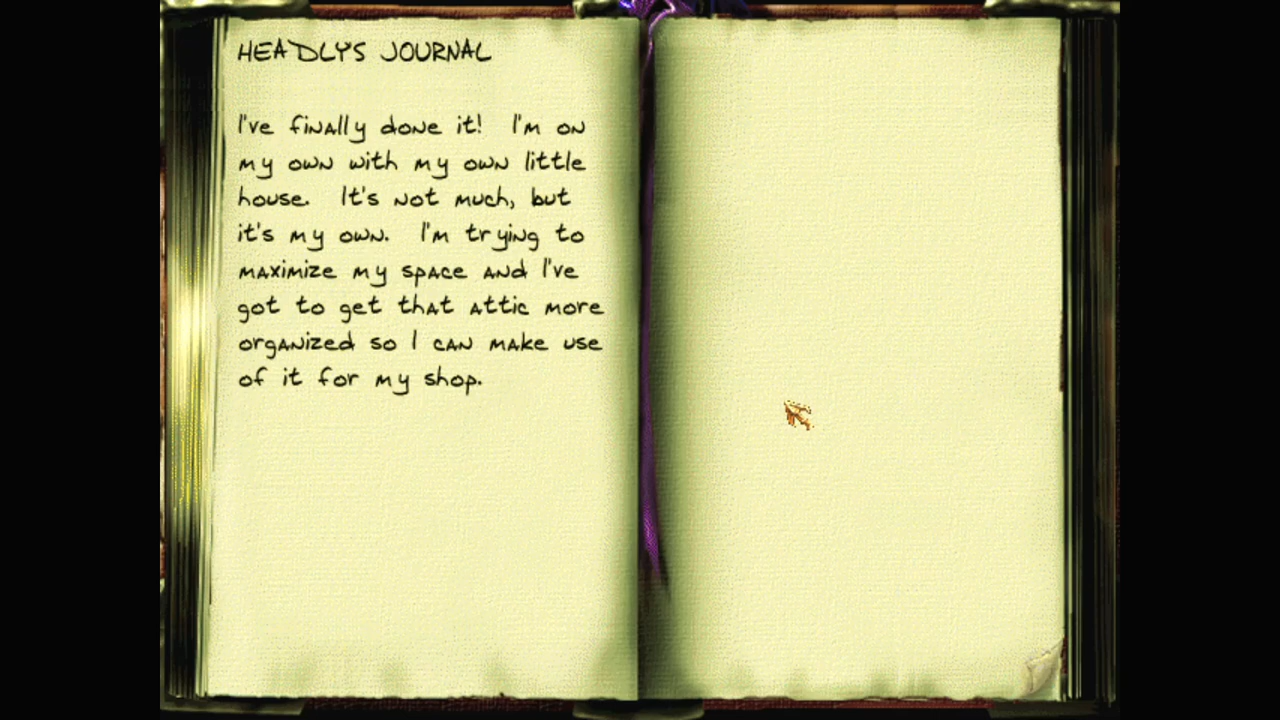 HEADLY'S JOURNAL
I've finally done it!  I'm on
my own with my own little
house.  It's not much, but
it's my own.  I'm trying to
maximize my space and I've
got to get that attic more
organized so I can make use
of it for my shop.